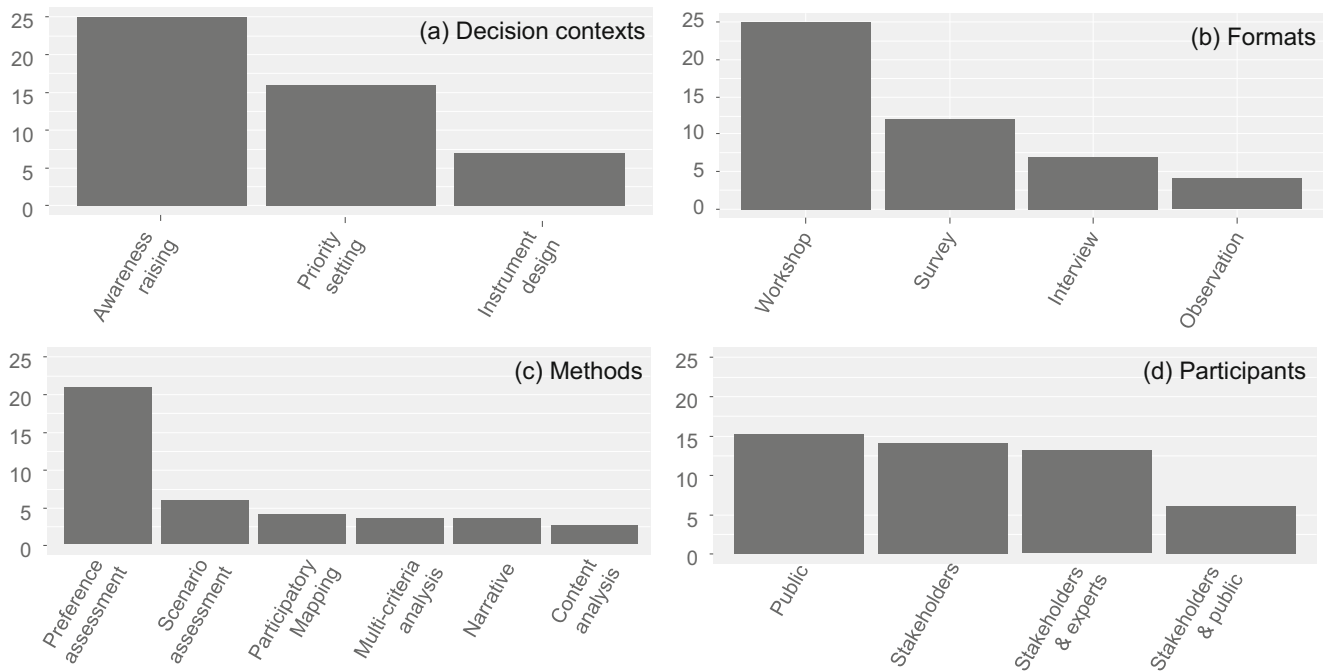 (a) Decision contexts
25
20
15
10
5
0
Awareness
raising
Priority
setting
Instrument
design
(b) Formats
25
20
15
10
5
0
Workshop
Survey
Interview
Observation
(c) Methods
25
20
15
10
5
0
Preference
assessment
Scenario
assessment
Participatory
Mapping
Multi-criteria
analysis
Narrative
Content
analysis
(d) Participants
25
20
15
10
5
0
Public
Stakeholders
Stakeholders
& experts
Stakeholders
& public